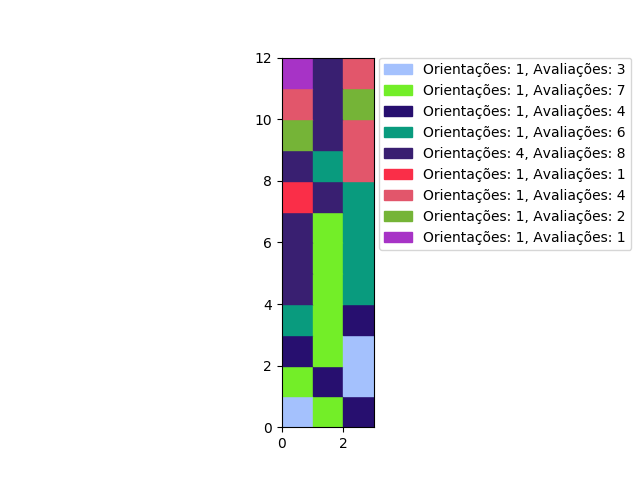 12
10
8
6
4
2
0
0 2
Orientações: 1, Avaliações: 3
Orientações: 1, Avaliações: 7
Orientações: 1, Avaliações: 4
Orientações: 1, Avaliações: 6
Orientações: 4, Avaliações: 8
Orientações: 1, Avaliações: 1
Orientações: 1, Avaliações: 4
Orientações: 1, Avaliações: 2
Orientações: 1, Avaliações: 1